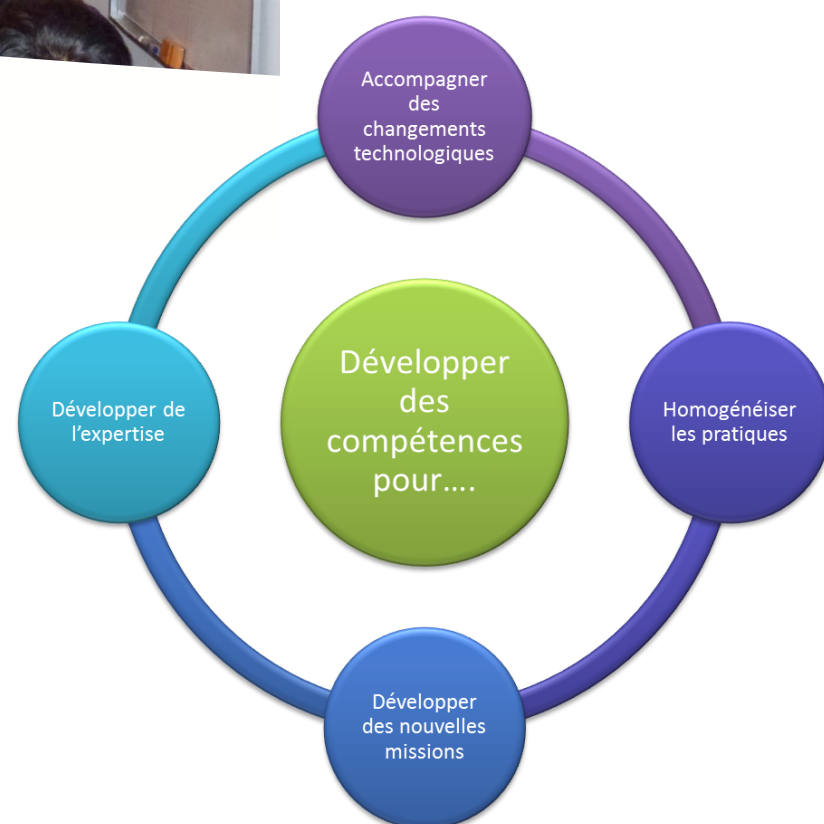 Accompagner
des
changements
technologiques
Développer
des
compétences
pour....
Développer de
l’expertise
Homogénéiser
les pratiques
Développer
des nouvelles
missions